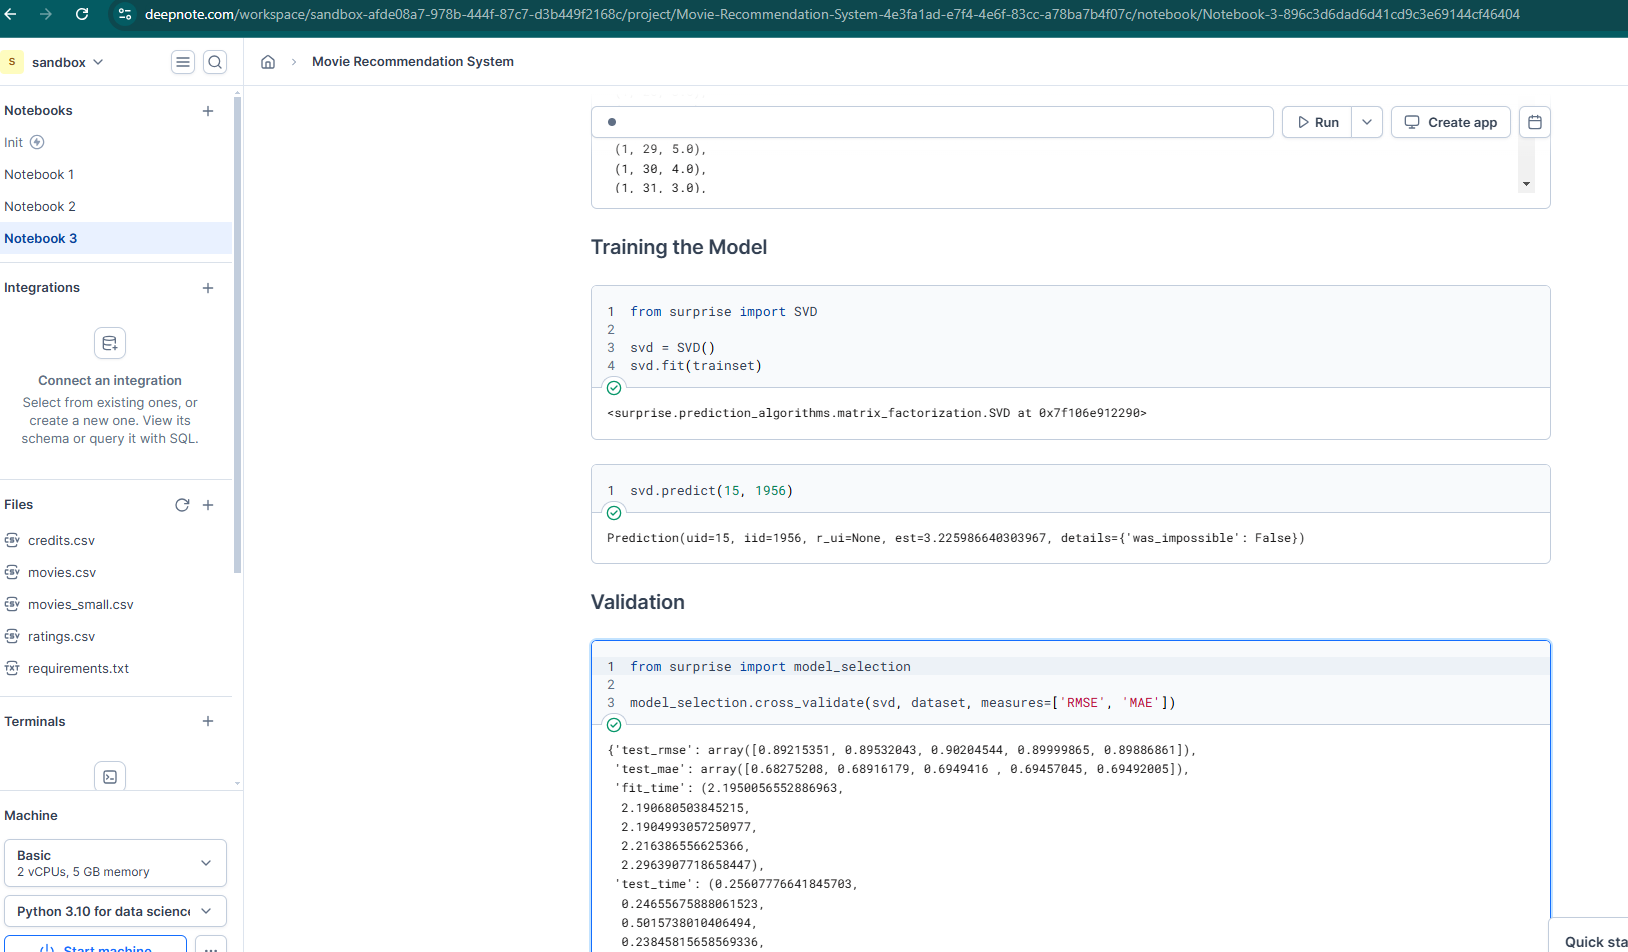 deepnote.com/workspace/sandbox-afde08a7-978b-444f-87c7-d3b449f2168c/project/Movie-Recommendation-System-4e3fa1ad-e7f4-4e6f-83cc-a78ba7b4f07c/notebook/Notebook-3-896c3d6dad6d41cd9c3e69144cf46404
S sandbox
Movie Recommendation System
Notebooks
Init
Notebook 1
Notebook 2
Notebook 3
Integrations
Connect an integration
Select from existing ones, or
create a new one. View its
schema or query it with SQL.
Files
CSV credits.csv
CSV movies.csv
CSV movies_small.csv
CSV ratings.csv
TXT requirements.txt
Terminals
Machine
Basic
2 vCPUs, 5 GB memory
Python 3.10 for data science
Start machine
Run
Create app
(1, 29, 5.0),
(1, 30, 4.0),
(1, 31, 3.0),
Training the Model
1 from surprise import SVD
2
3 svd = SVD()
4 svd.fit(trainset)
<surprise.prediction_algorithms.matrix_factorization.SVD at 0x7f106e912290>
1 svd.predict(15, 1956)
Prediction(uid=15, iid=1956, r_ui=None, est=3.225986640303967, details={'was_impossible': False})
Validation
1 from surprise import model_selection
2
3 model_selection.cross_validate(svd, dataset, measures=['RMSE', 'MAE'])
{'test_rmse': array([0.89215351, 0.89532043, 0.90204544, 0.89999865, 0.89886861]),
'test_mae': array([0.68275208, 0.68916179, 0.6949416 , 0.69457045, 0.69492005]),
'fit_time': (2.1950056552886963,
2.190680503845215,
2.1904993057250977,
2.216386556625366,
2.2963907718658447),
'test_time': (0.25607776641845703,
0.24655675888061523,
0.5015738010406494,
0.23845815658569336,
Quick sta